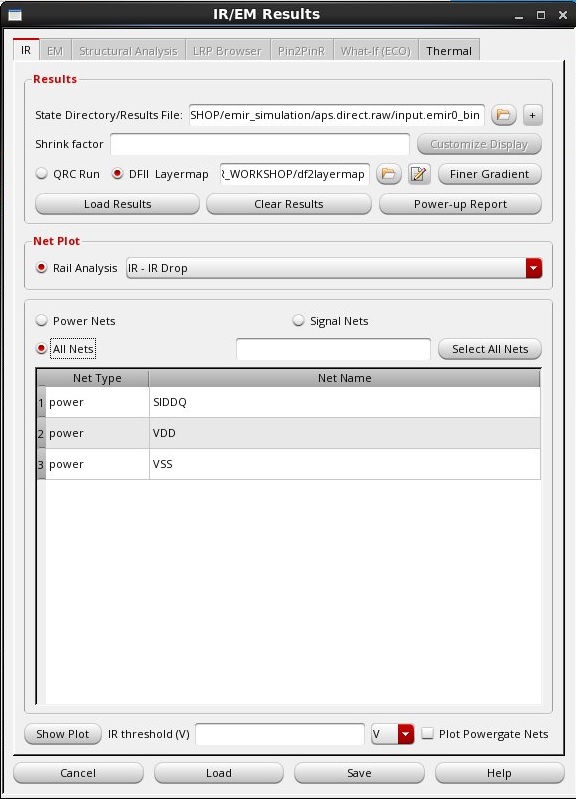 IR/EM Results
IR EM Structural Analysis LRP Browser Pin2PinR What-If (ECO) Thermal
Results
State Directory/Results File: SHOP/emir_simulation/aps.direct.raw/input.emir0_bin +
Shrink factor Customize Display
QRC Run DFII Layermap R_WORKSHOP/df2layermap Finer Gradient
Load Results Clear Results Power-up Report
Net Plot
Rail Analysis IR - IR Drop
Power Nets Signal Nets
All Nets Select All Nets
Net Type Net Name
1 power SIDDQ
2 power VDD
3 power VSS
Show Plot IR threshold (V) V Plot Powergate Nets
Cancel Load Save Help